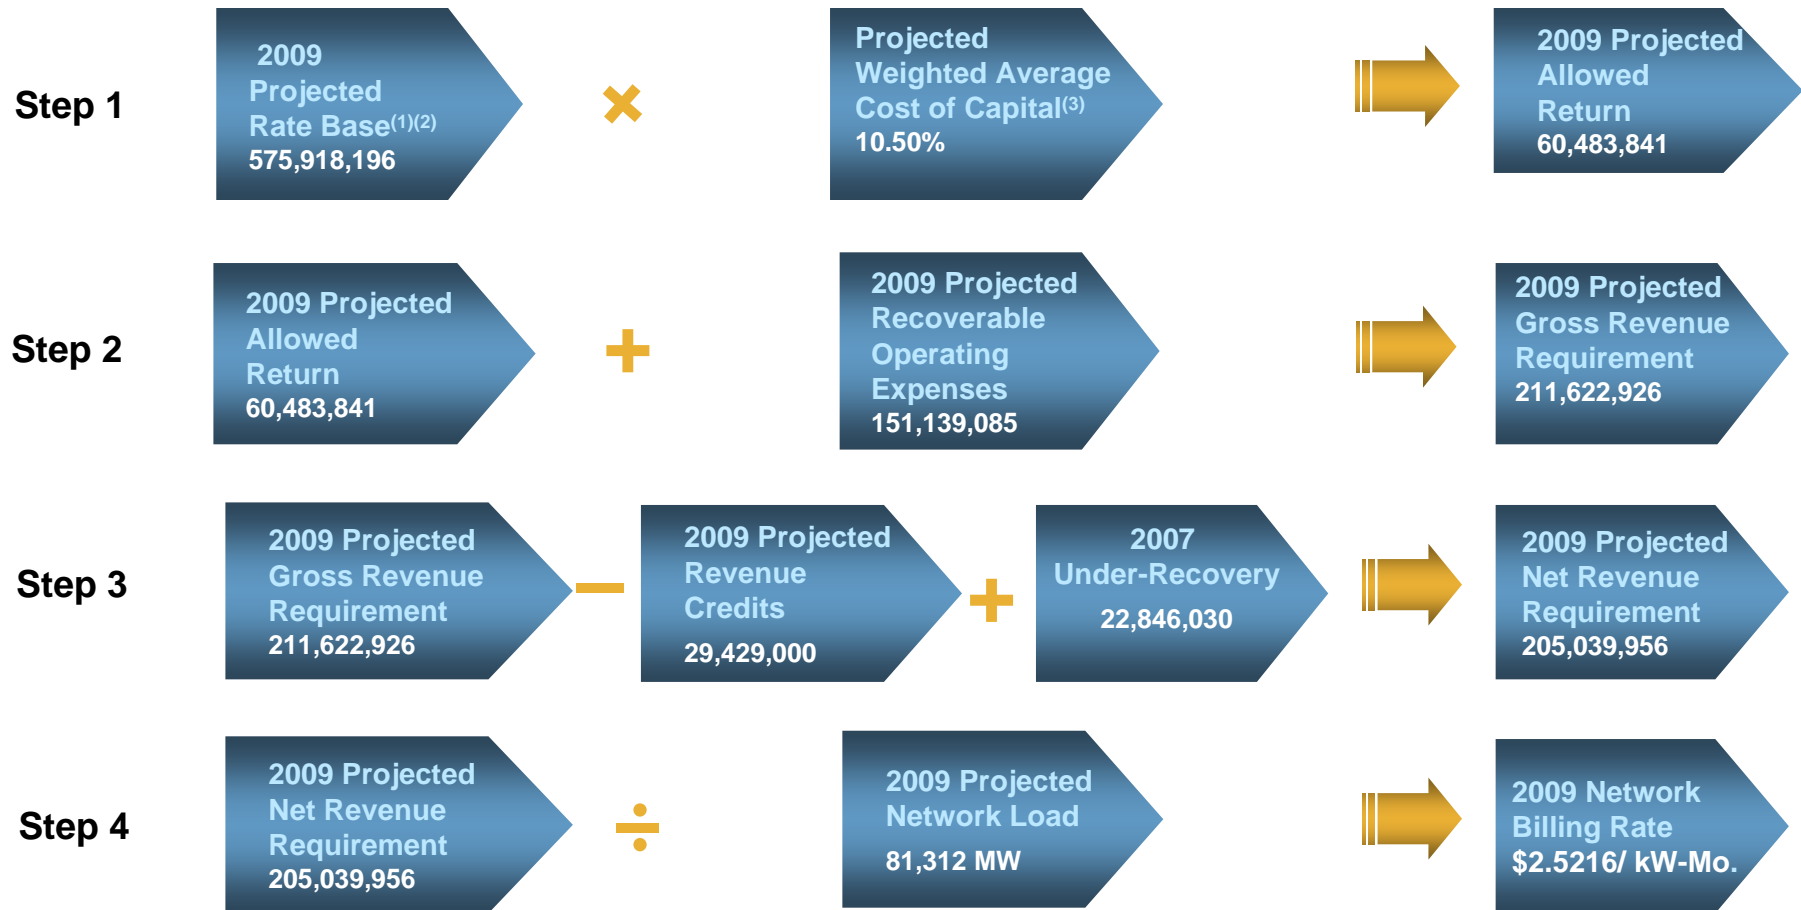 Step 1
2009
Projected
Rate Base(1)(2)
575,918,196
×
Projected
Weighted Average
Cost of Capital(3)
10.50%
2009 Projected
Allowed
Return
60,483,841
Step 2
2009 Projected
Allowed
Return
60,483,841
+
2009 Projected
Recoverable
Operating
Expenses
151,139,085
2009 Projected
Gross Revenue
Requirement
211,622,926
Step 3
2009 Projected
Gross Revenue
Requirement
211,622,926
−
2009 Projected
Revenue
Credits
29,429,000
+
2007
Under-Recovery
22,846,030
2009 Projected
Net Revenue
Requirement
205,039,956
Step 4
2009 Projected
Net Revenue
Requirement
205,039,956
÷
2009 Projected
Network Load
81,312 MW
2009 Network
Billing Rate
$2.5216/ kW-Mo.